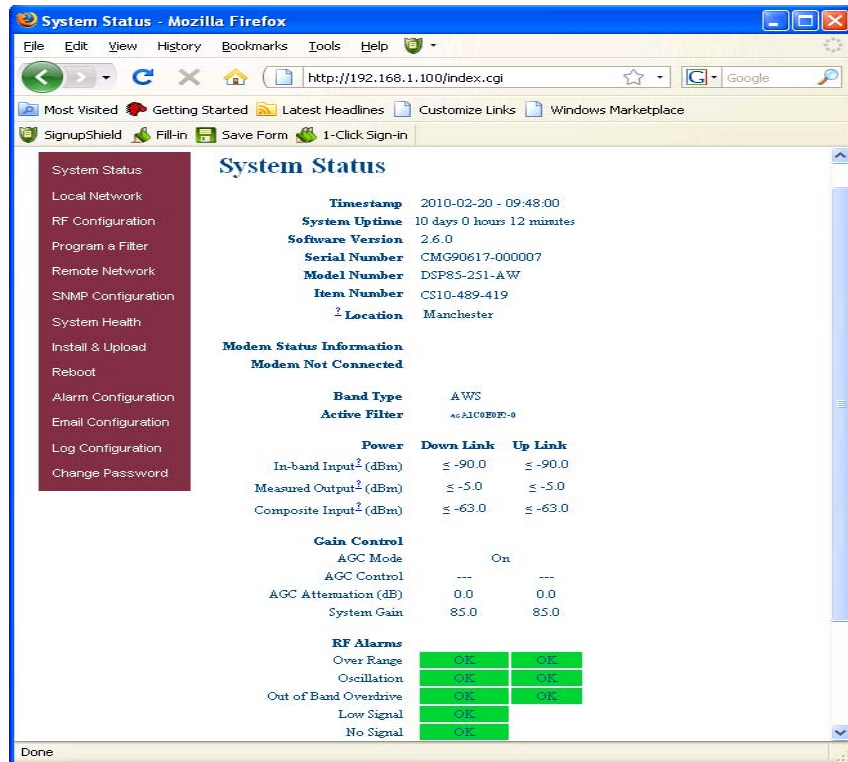 System Status - Mozilla Firefox
File Edit View History Bookmarks Tools Help
http://192.168.1.100/index.cgi
G Google
Most Visited Getting Started Latest Headlines Customize Links Windows Marketplace
SignupShield Fill-in Save Form 1-Click Sign-in
System Status
Local Network
RF Configuration
Program a Filter
Remote Network
SNMP Configuration
System Health
Install & Upload
Reboot
Alarm Configuration
Email Configuration
Log Configuration
Change Password
System Status
Timestamp 2010-02-20 - 09:48:00
System Uptime 10 days 0 hours 12 minutes
Software Version 2.6.0
Serial Number CMG90617-000007
Model Number DSP85-251-AW
Item Number CS10-489-419
? Location Manchester
Modem Status Information
Modem Not Connected
Band Type AWS
Active Filter
Power Down Link Up Link
In-band Input? (dBm) ≤ -90.0 ≤ -90.0
Measured Output? (dBm) ≤ -5.0 ≤ -5.0
Composite Input? (dBm) ≤ -63.0 ≤ -63.0
Gain Control
AGC Mode On
AGC Control --- ---
AGC Attenuation (dB) 0.0 0.0
System Gain 85.0 85.0
RF Alarms
Over Range OK OK
Oscillation OK OK
Out of Band Overdrive OK OK
Low Signal OK
No Signal OK
Done